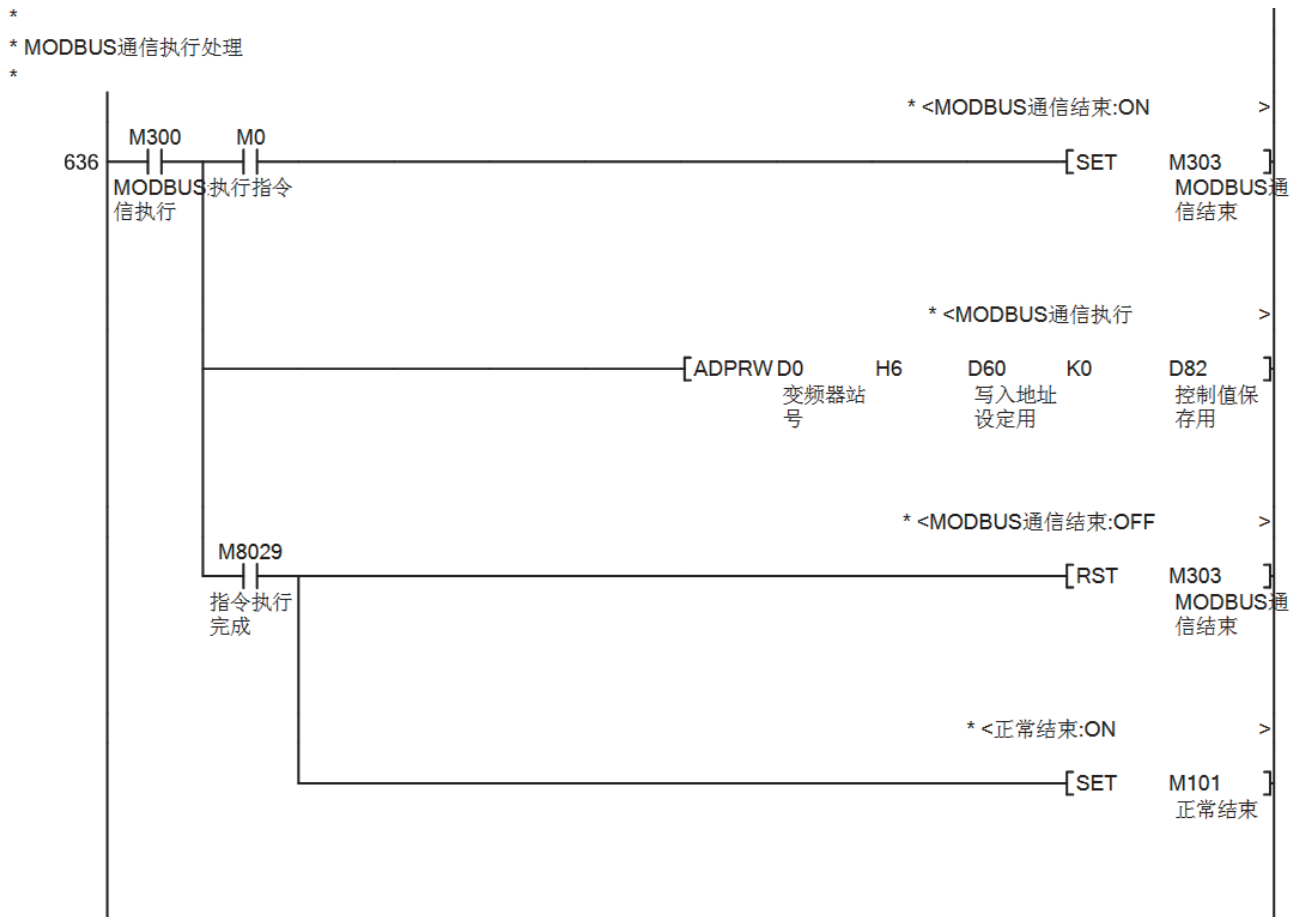 *
* MODBUS通信执行处理
*
* <MODBUS通信结束:ON >
M300 M0
636 SET M303
MODBUS 执行指令 MODBUS通
信执行 信结束
* <MODBUS通信执行 >
ADPRW D0 H6 D60 K0 D82
变频器站 写入地址 控制值保
号 设定用 存用
* <MODBUS通信结束:OFF >
M8029
RST M303
指令执行 MODBUS通
完成 信结束
* <正常结束:ON >
SET M101
正常结束